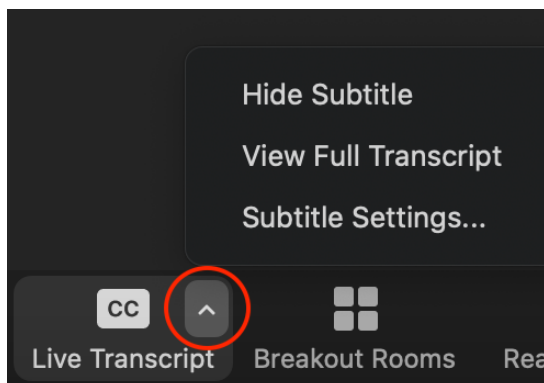 Hide Subtitle
View Full Transcript
Subtitle Settings...
CC
Live Transcript
Breakout Rooms